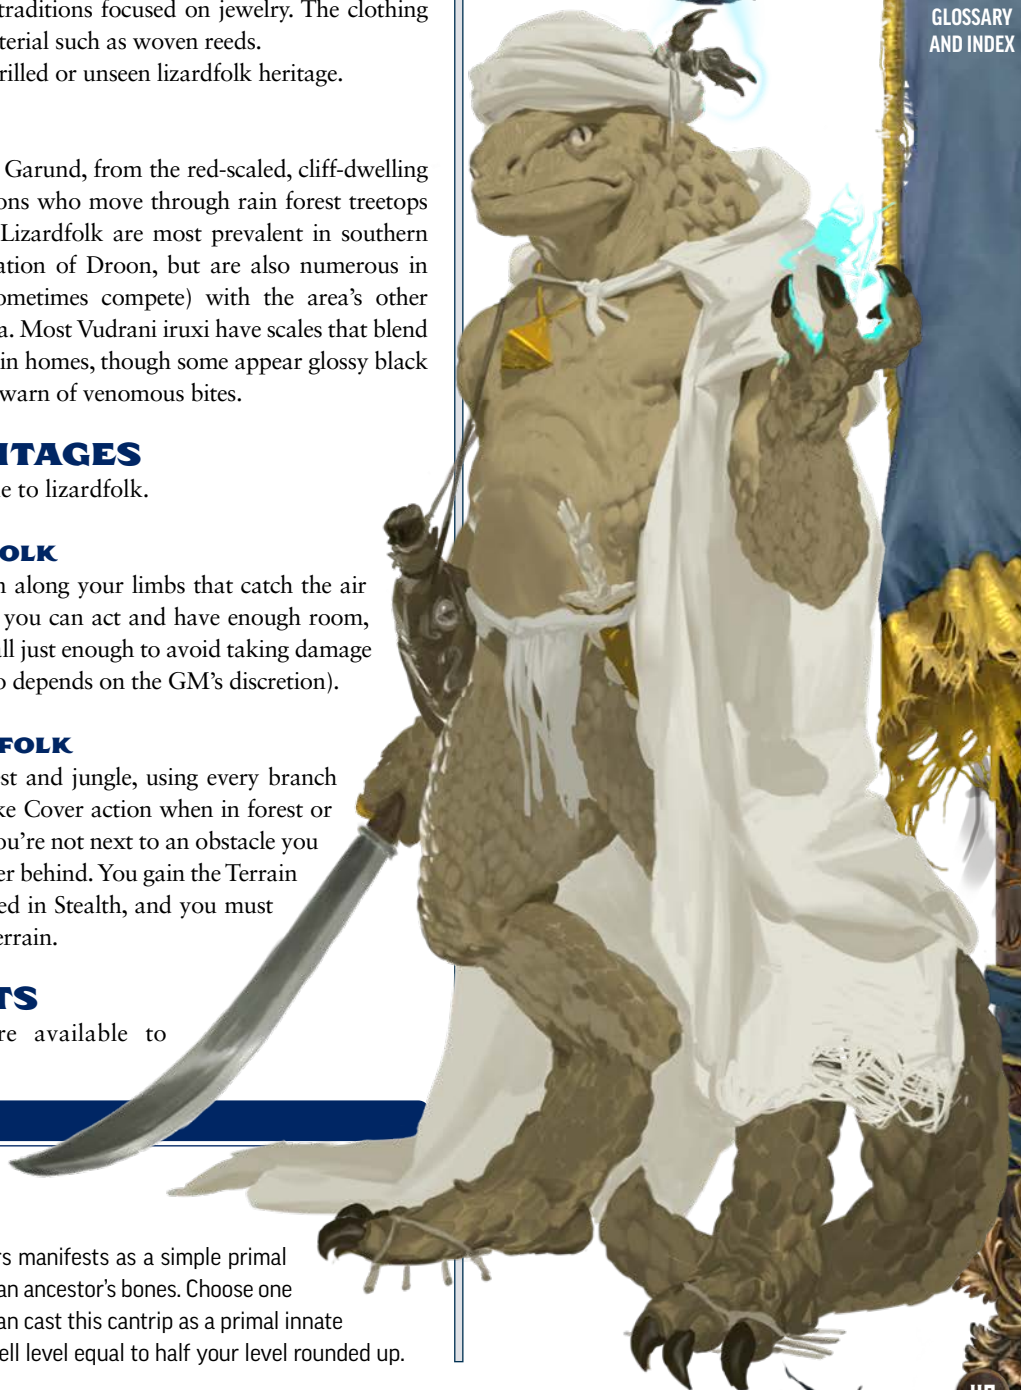 traditions focused on jewelry. The clothing
terial such as woven reeds.
rilled or unseen lizardfolk heritage.
Garund, from the red-scaled, cliff-dwelling
ons who move through rain forest treetops
Lizardfolk are most prevalent in southern
ation of Droon, but are also numerous in
ometimes compete) with the area's other
a. Most Vudrani iruxi have scales that blend
in homes, though some appear glossy black
warn of venomous bites.
ITAGES
e to lizardfolk.
OLK
n along your limbs that catch the air
you can act and have enough room,
all just enough to avoid taking damage
o depends on the GM's discretion).
FOLK
est and jungle, using every branch
ke Cover action when in forest or
ou're not next to an obstacle you
er behind. You gain the Terrain
ed in Stealth, and you must
errain.
TS
re available to
rs manifests as a simple primal
an ancestor's bones. Choose one
an cast this cantrip as a primal innate
ell level equal to half your level rounded up.
GLOSSARY
AND INDEX